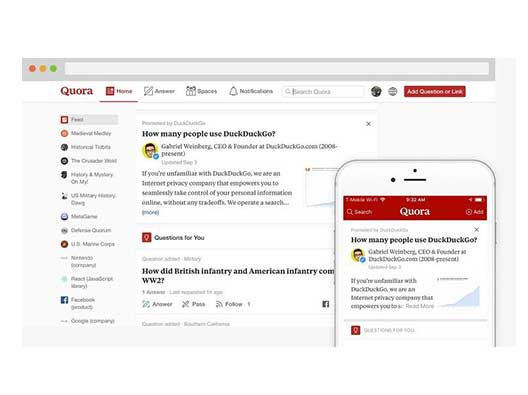 Quora
Home
Answer
Spaces
Notifications
Search Quora
Add Question or Link
Feed
Medieval Medley
Historical Tidbits
The Crusader Wold
History & Mystery,
Oh My!
US Military History,
Dawg
MetaGame
Defense Quorum
U.S. Marine Corps
Nintendo
(company)
React (JavaScript
library)
Facebook
(product)
Google (company)
Promoted by DuckDuckGo
How many people use DuckDuckGo?
Gabriel Weinberg, CEO & Founder at DuckDuckGo.com (2008-
present)
Updated Sep 3
If you're unfamiliar with DuckDuckGo, we are an
Internet privacy company that empowers you to
seamlessly take control of your personal information
online, without any tradeoffs. We operate a search...
(more)
Questions for You
Question added · Military
How did British infantry and American infantry com
WW2?
1 Answer · Last requested 1h ago
Answer
Pass
Follow · 1
Question added · Southern California
T-Mobile Wi-Fi
9:32 AM
Search
Quora
Add
Promoted by DuckDuckGo
How many people use DuckDuckGo?
Gabriel Weinberg, CEO & Founder at
DuckDuckGo.com (2008-present)
Updated Sep 3
If you're unfamiliar with
DuckDuckGo, we are an
Internet privacy company that
empowers you to se Read More
QUESTIONS FOR YOU